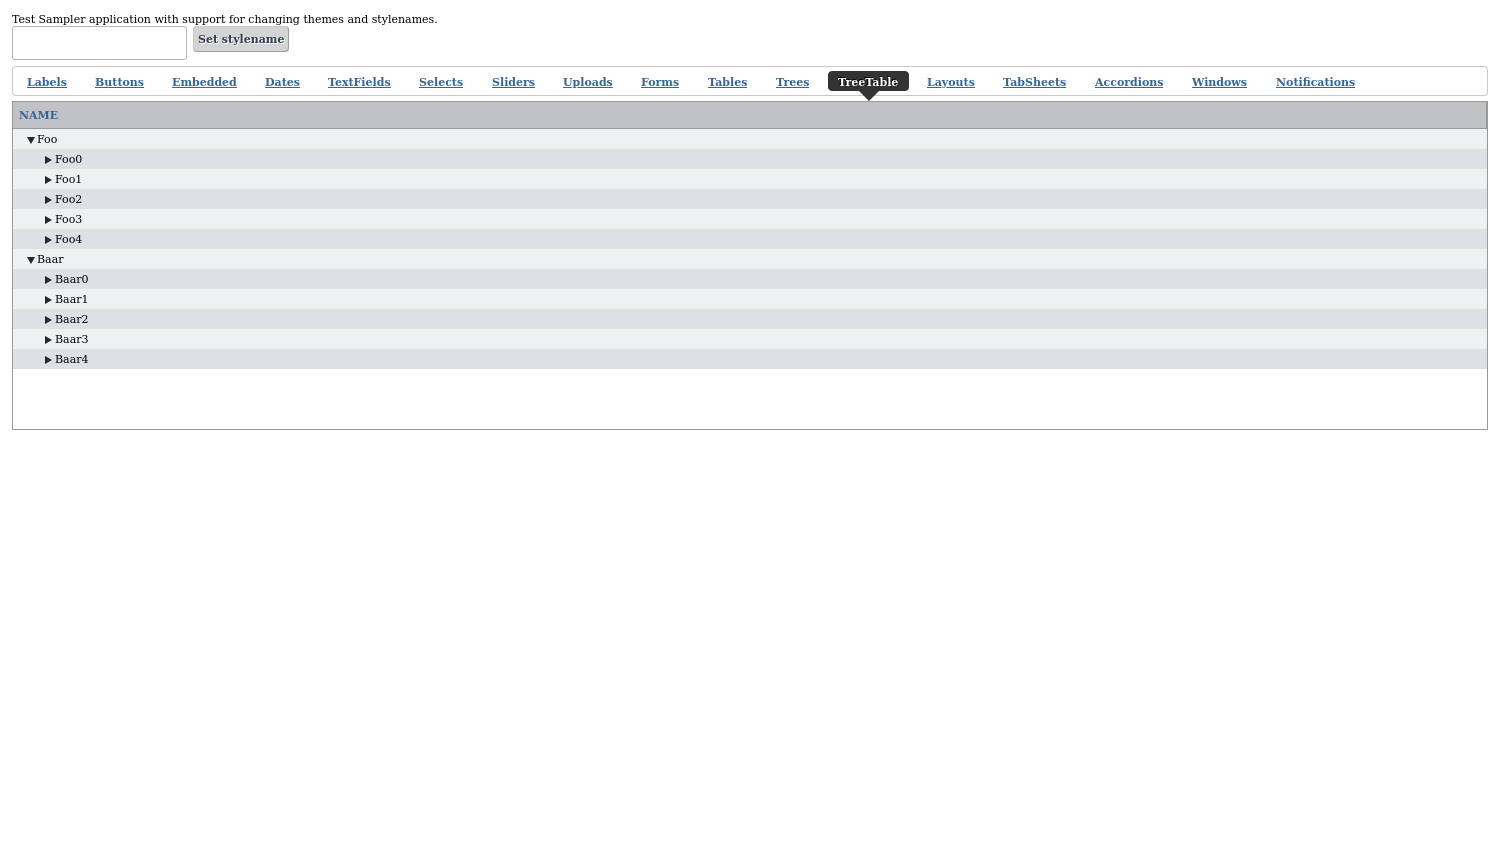 Test Sampler application with support for changing themes and stylenames.
Set stylename
Labels Buttons Embedded Dates TextFields Selects Sliders Uploads Forms Tables Trees TreeTable Layouts TabSheets Accordions Windows Notifications
NAME
Foo
Foo0
Foo1
Foo2
Foo3
Foo4
Baar
Baar0
Baar1
Baar2
Baar3
Baar4